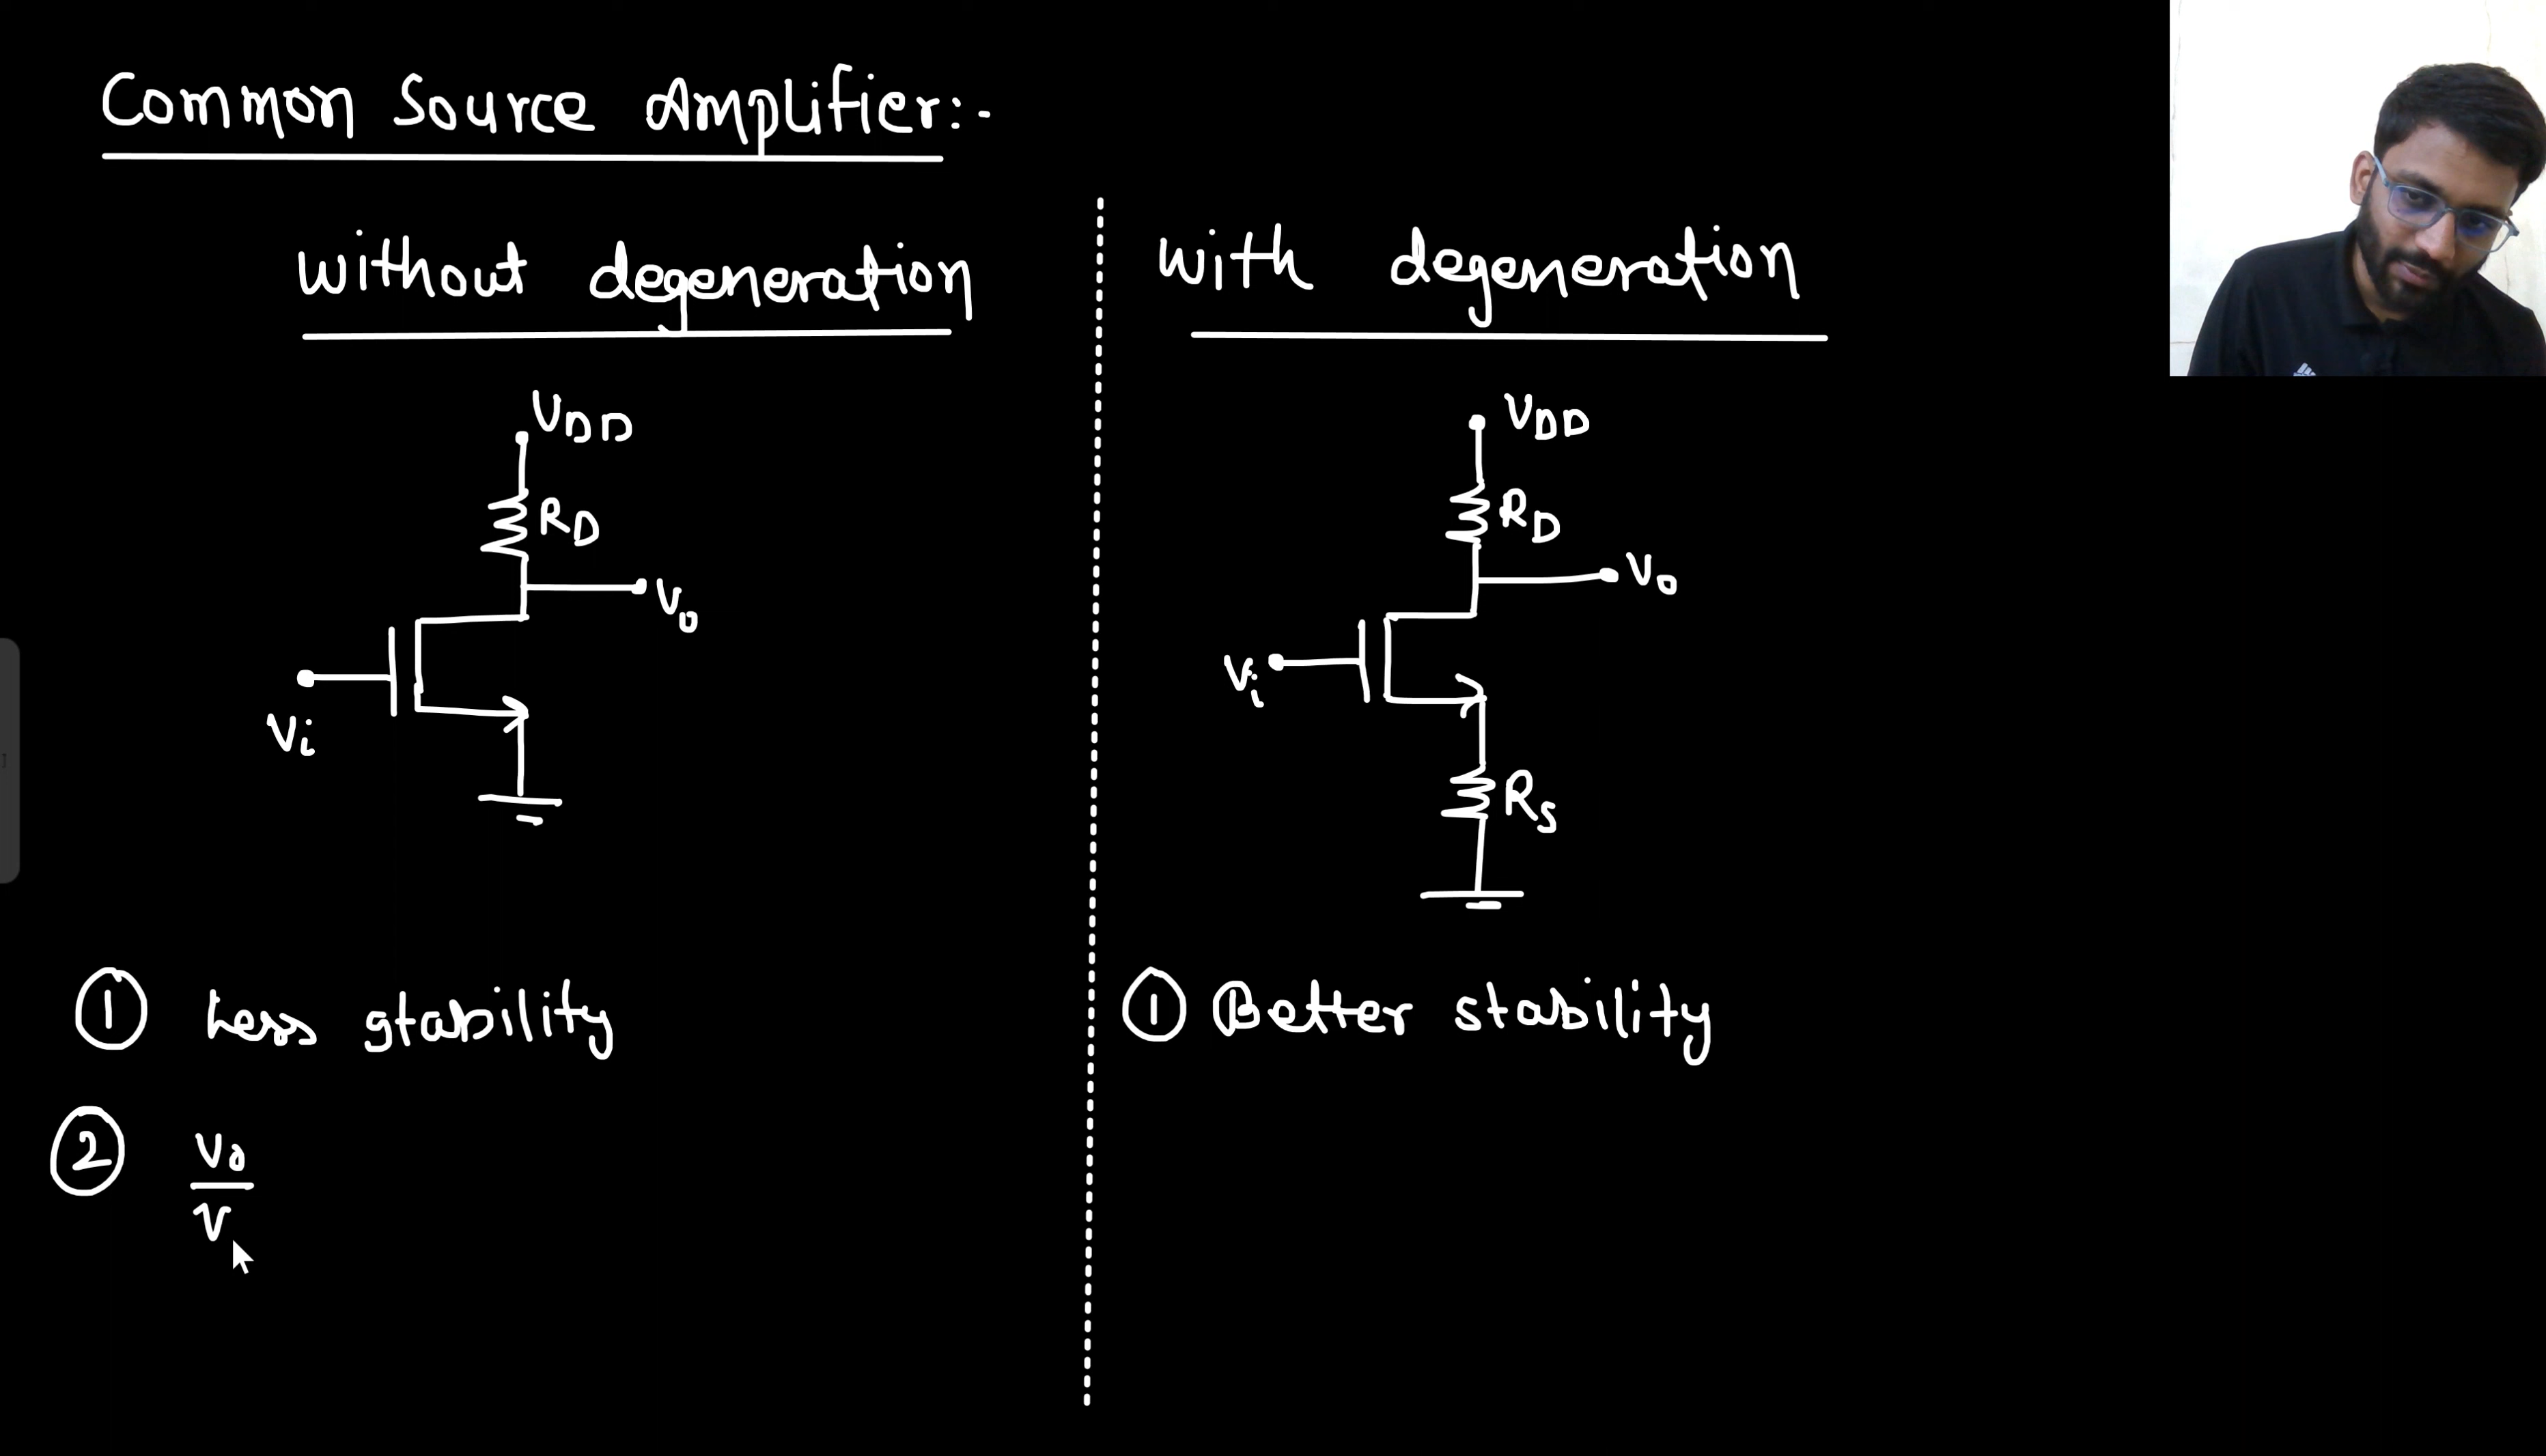 Common Source Amplifier:-
without degeneration
VDD
RD
Vo
Vi
① Less stability
② Vo
V
with degeneration
VDD
RD
Vo
Vi
RS
① Better stability